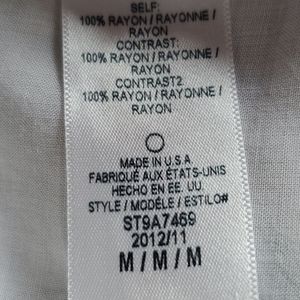 SELF:
100% RAYON / RAYONNE /
RAYON
CONTRAST:
100% RAYON / RAYONNE /
RAYON
CONTRAST2
100% RAYON / RAYONNE /
RAYON
MADE IN U.S.A.
FABRIQUÉ AUX ÉTATS-UNIS
HECHO EN EE. UU.
STYLE / MODÈLE / ESTILO#
ST9A7469
2012/11
M / M / M